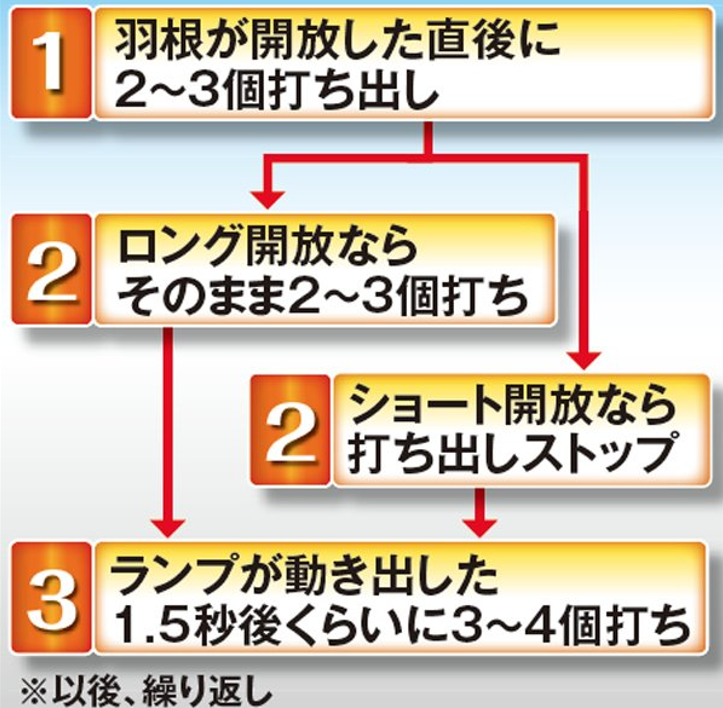 1
羽根が開放した直後に
2〜3個打ち出し
2
ロング開放なら
そのまま2〜3個打ち
2
ショート開放なら
打ち出しストップ
3
ランプが動き出した
1.5秒後くらいに3〜4個打ち
※以後、繰り返し